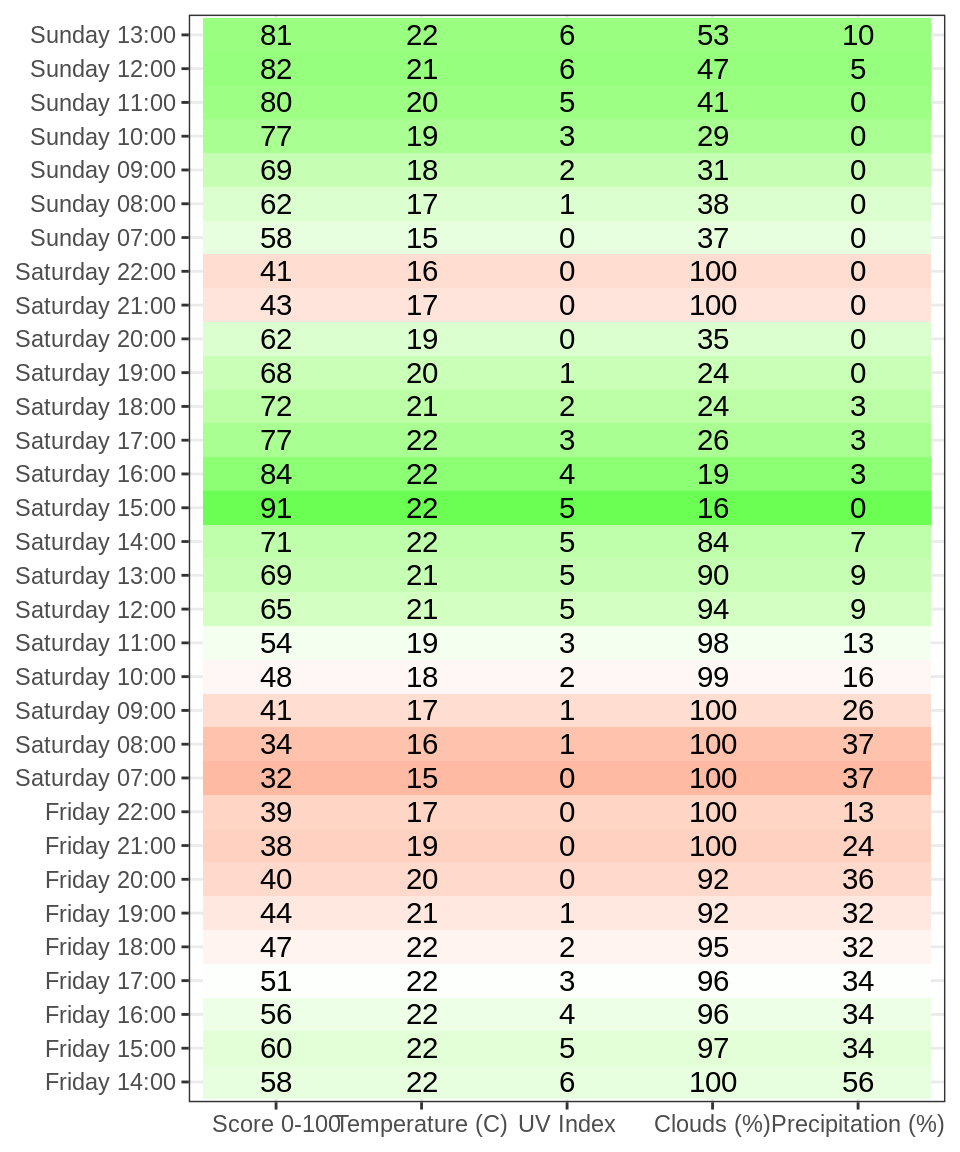 Sunday 13:00 81 22 6 53 10
Sunday 12:00 82 21 6 47 5
Sunday 11:00 80 20 5 41 0
Sunday 10:00 77 19 3 29 0
Sunday 09:00 69 18 2 31 0
Sunday 08:00 62 17 1 38 0
Sunday 07:00 58 15 0 37 0
Saturday 22:00 41 16 0 100 0
Saturday 21:00 43 17 0 100 0
Saturday 20:00 62 19 0 35 0
Saturday 19:00 68 20 1 24 0
Saturday 18:00 72 21 2 24 3
Saturday 17:00 77 22 3 26 3
Saturday 16:00 84 22 4 19 3
Saturday 15:00 91 22 5 16 0
Saturday 14:00 71 22 5 84 7
Saturday 13:00 69 21 5 90 9
Saturday 12:00 65 21 5 94 9
Saturday 11:00 54 19 3 98 13
Saturday 10:00 48 18 2 99 16
Saturday 09:00 41 17 1 100 26
Saturday 08:00 34 16 1 100 37
Saturday 07:00 32 15 0 100 37
Friday 22:00 39 17 0 100 13
Friday 21:00 38 19 0 100 24
Friday 20:00 40 20 0 92 36
Friday 19:00 44 21 1 92 32
Friday 18:00 47 22 2 95 32
Friday 17:00 51 22 3 96 34
Friday 16:00 56 22 4 96 34
Friday 15:00 60 22 5 97 34
Friday 14:00 58 22 6 100 56
Score 0-100 Temperature (C) UV Index Clouds (%) Precipitation (%)